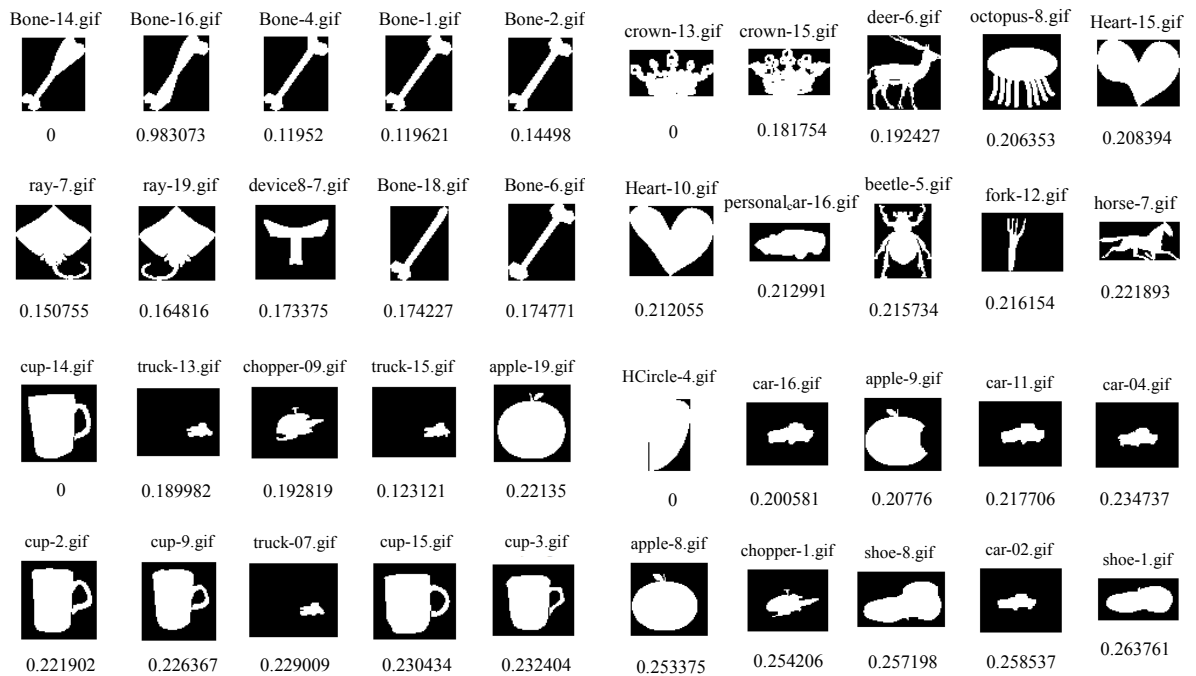 Bone-14.gif Bone-16.gif Bone-4.gif Bone-1.gif Bone-2.gif
0 0.983073 0.11952 0.119621 0.14498
ray-7.gif ray-19.gif device8-7.gif Bone-18.gif Bone-6.gif
0.150755 0.164816 0.173375 0.174227 0.174771
crown-13.gif crown-15.gif deer-6.gif octopus-8.gif Heart-15.gif
0 0.181754 0.192427 0.206353 0.208394
Heart-10.gif personalcar-16.gif beetle-5.gif fork-12.gif horse-7.gif
0.212055 0.212991 0.215734 0.216154 0.221893
cup-14.gif truck-13.gif chopper-09.gif truck-15.gif apple-19.gif
0 0.189982 0.192819 0.123121 0.22135
cup-2.gif cup-9.gif truck-07.gif cup-15.gif cup-3.gif
0.221902 0.226367 0.229009 0.230434 0.232404
HCircle-4.gif car-16.gif apple-9.gif car-11.gif car-04.gif
0 0.200581 0.20776 0.217706 0.234737
apple-8.gif chopper-1.gif shoe-8.gif car-02.gif shoe-1.gif
0.253375 0.254206 0.257198 0.258537 0.263761